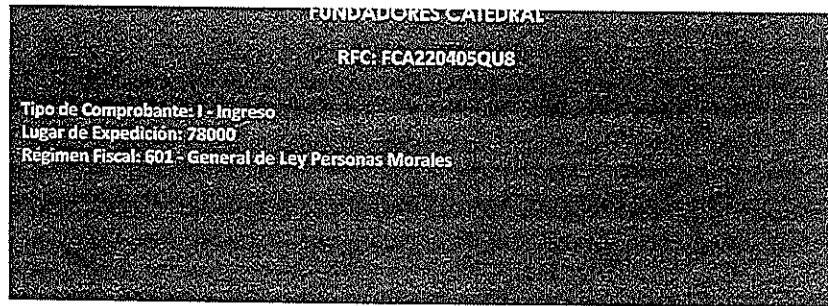 FUNDADORES CATEDRAL
RFC: FCA220405QU8
Tipo de Comprobante: I - Ingreso
Lugar de Expedición: 78000
Régimen Fiscal: 601 - General de Ley Personas Morales